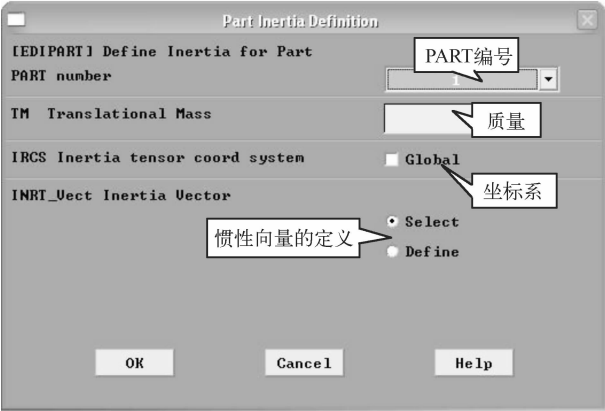 Part Inertia Definition
[EDIPART] Define Inertia for Part
PART number
PART编号
1
TM Translational Mass
质量
IRCS Inertia tensor coord system
Global
坐标系
INRT_Vect Inertia Vector
Select
惯性向量的定义
Define
OK
Cancel
Help